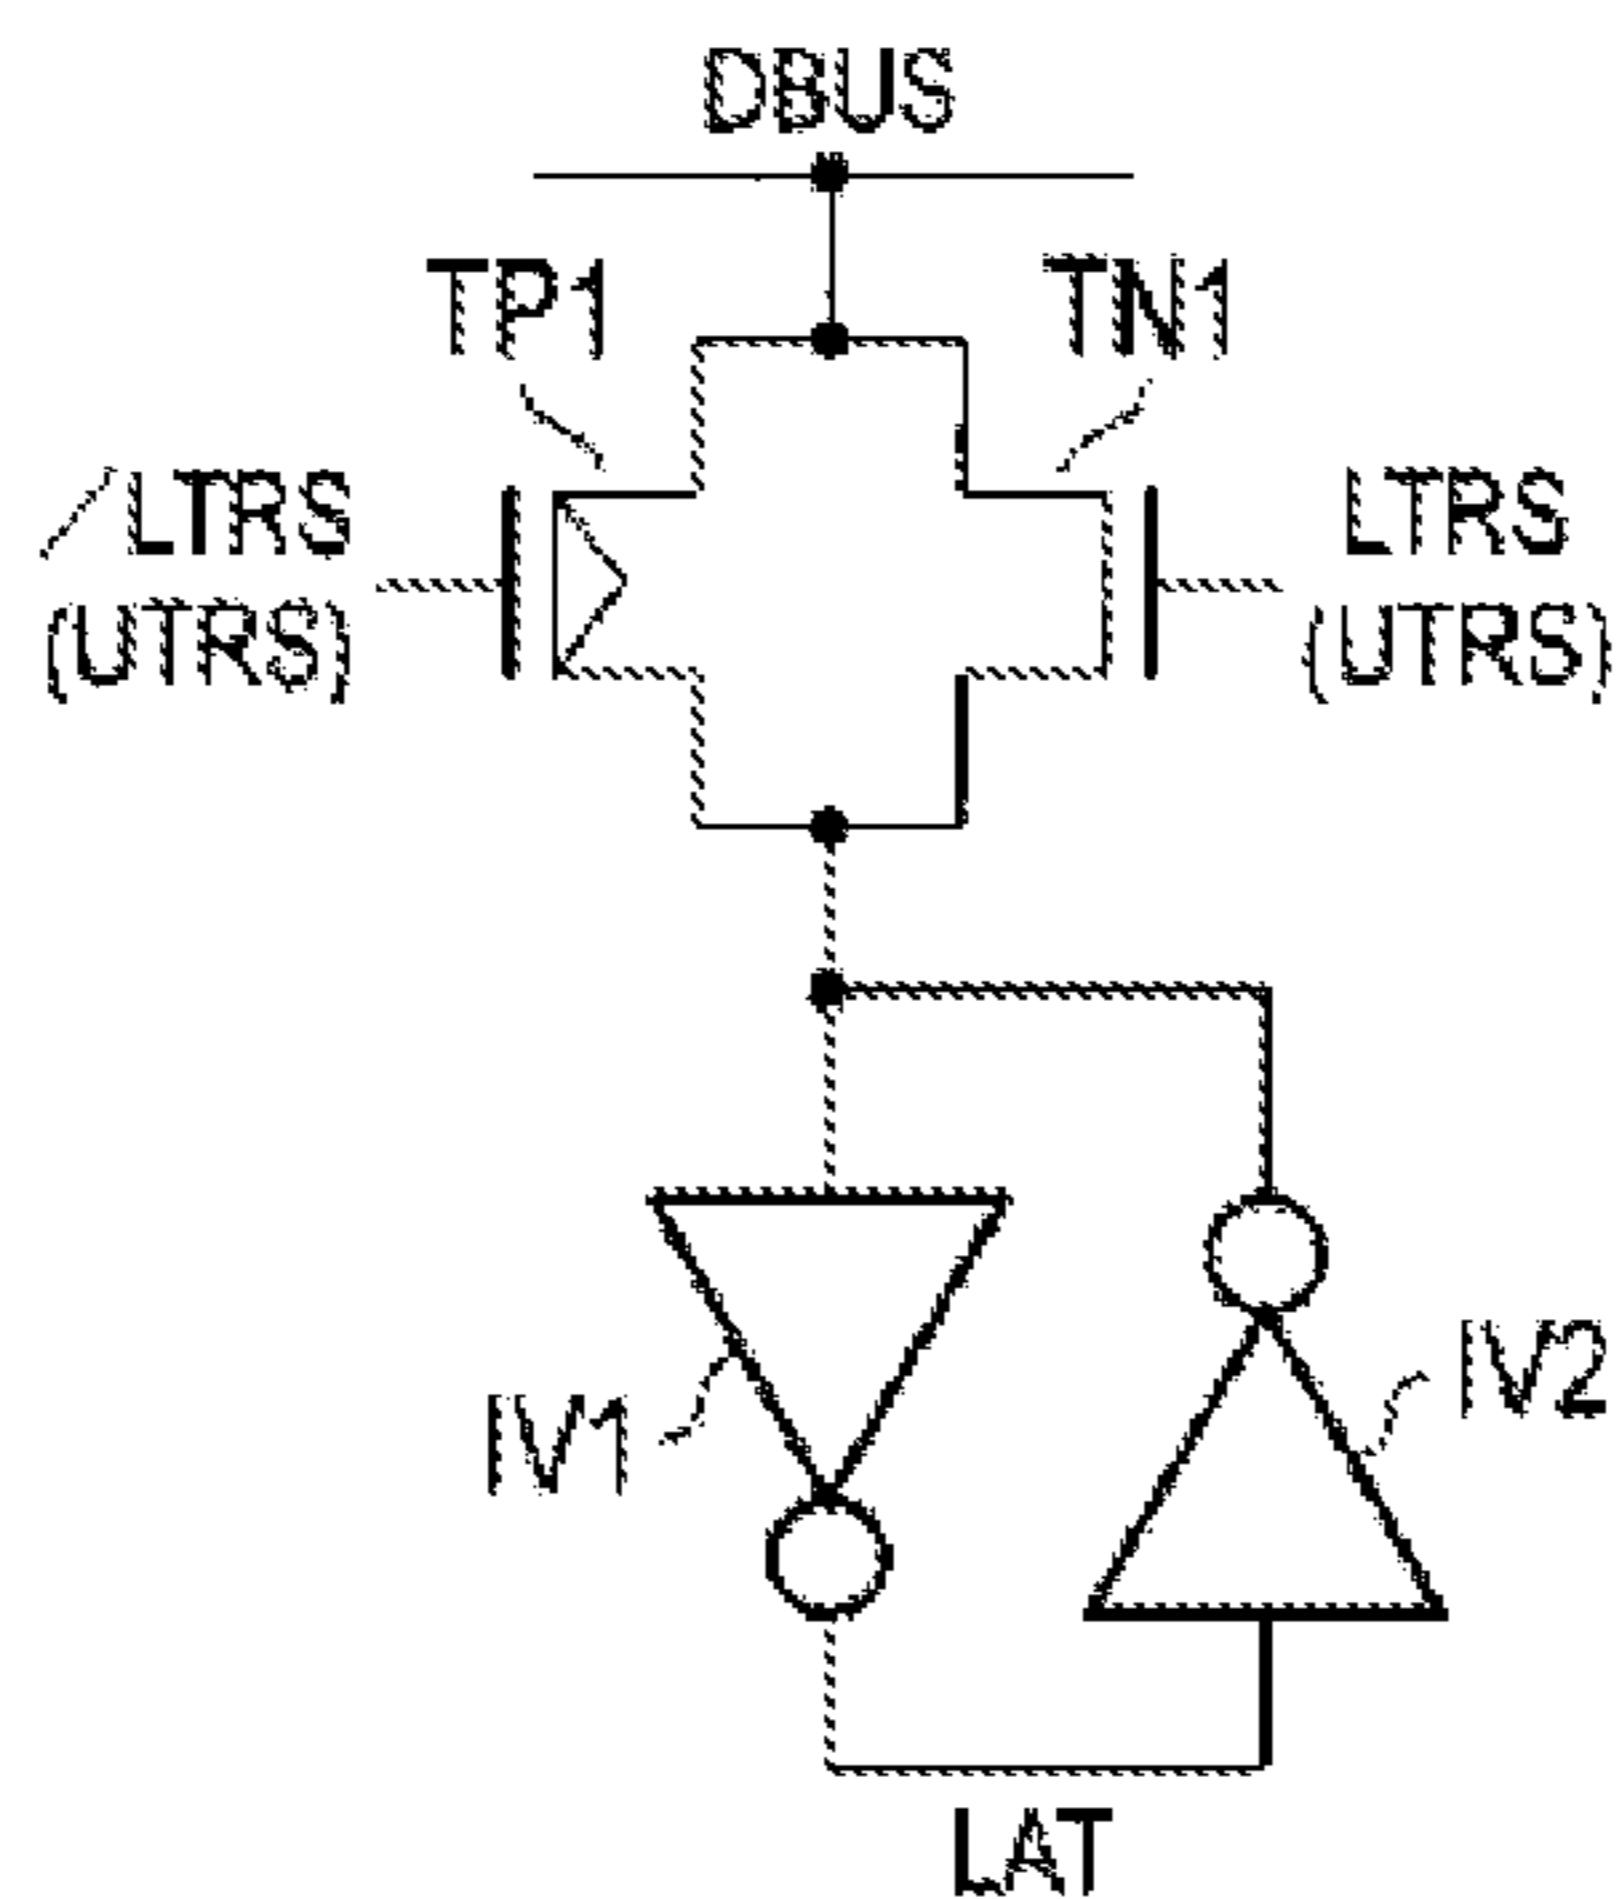 DBUS
TP1
TN1
/LTRS
(UTRS)
LTRS
(UTRS)
IV1
IV2
LAT